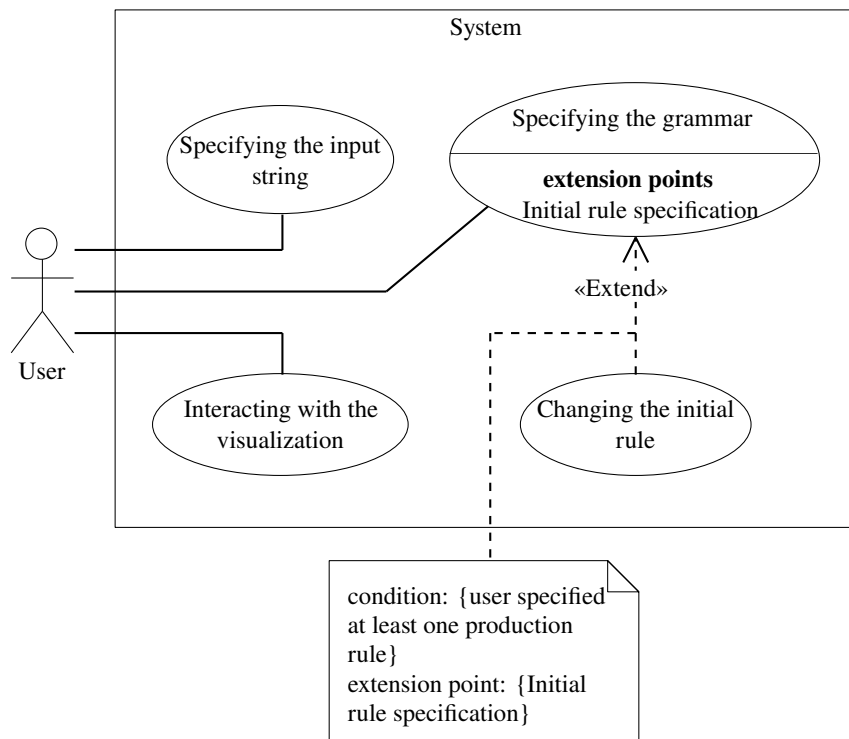 System
Specifying the input
string
Specifying the grammar
extension points
Initial rule specification
«Extend»
User
Interacting with the
visualization
Changing the initial
rule
condition: {user specified
at least one production
rule}
extension point: {Initial
rule specification}